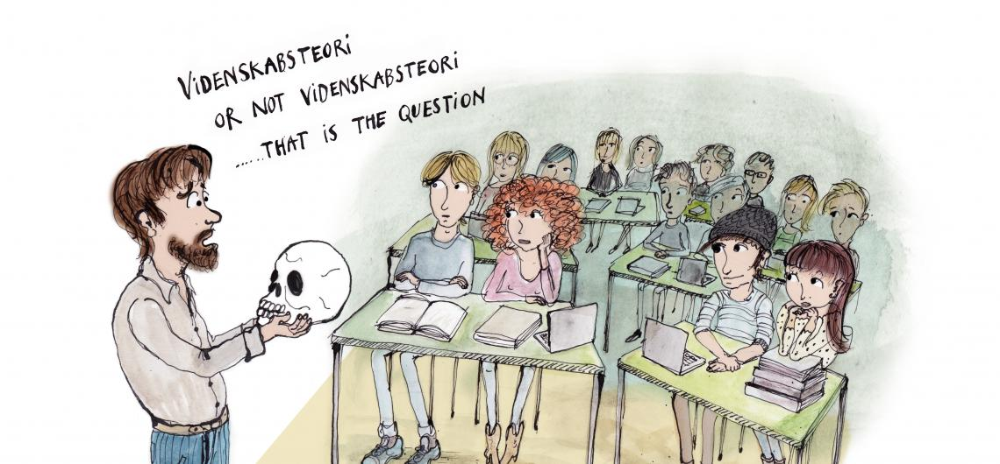 ViDENSKABSTEORi
OR NOT ViDENSKABSTEORi
......THAT iS THE QUESTiON